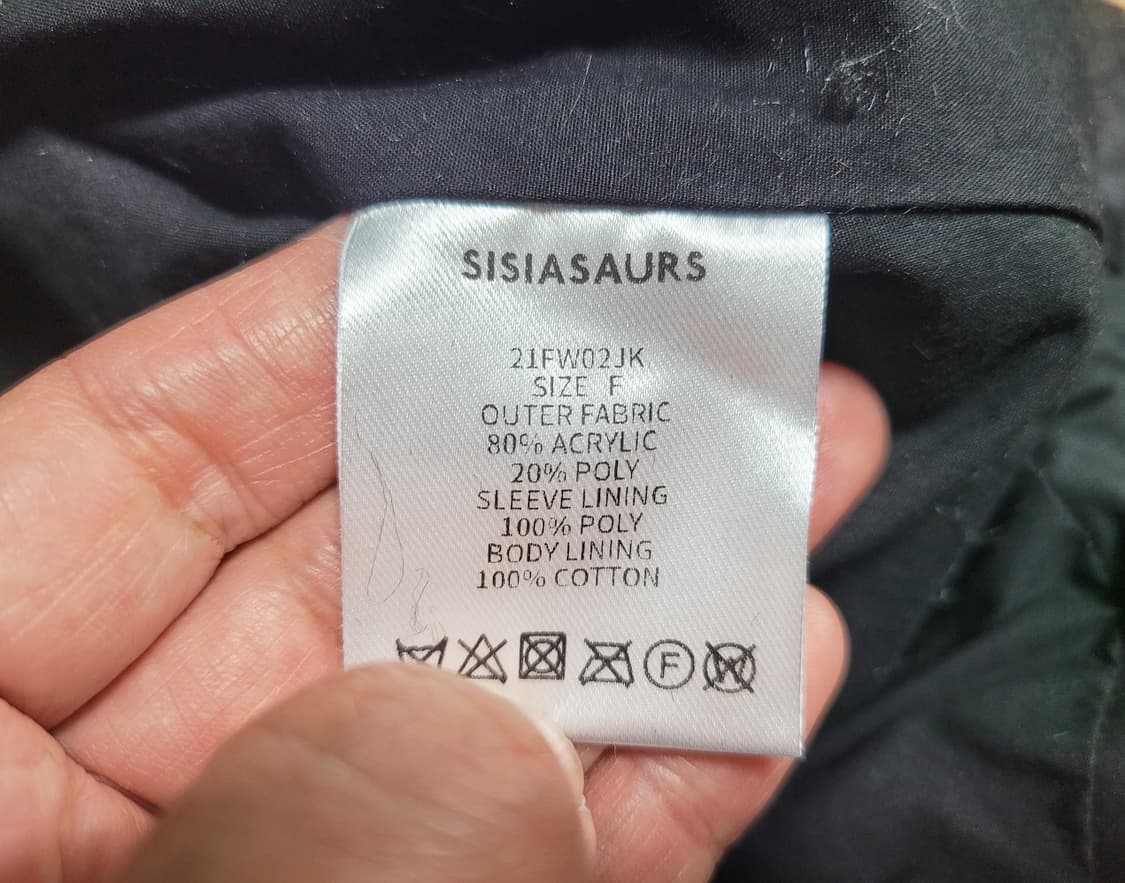 SISIASAURS
21FW02JK
SIZE F
OUTER FABRIC
80% ACRYLIC
20% POLY
SLEEVE LINING
100% POLY
BODY LINING
100% COTTON
F W